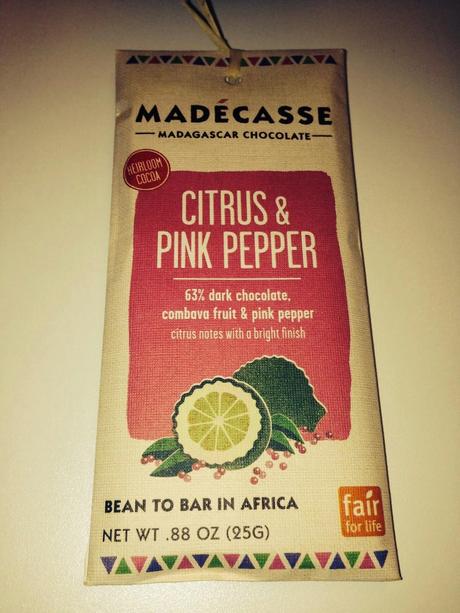 MADÉCASSE
MADAGASCAR CHOCOLATE
HEIRLOOM
COCOA
CITRUS &
PINK PEPPER
63% dark chocolate,
combava fruit & pink pepper
citrus notes with a bright finish
BEAN TO BAR IN AFRICA
NET WT .88 OZ (25G)
fair
for life